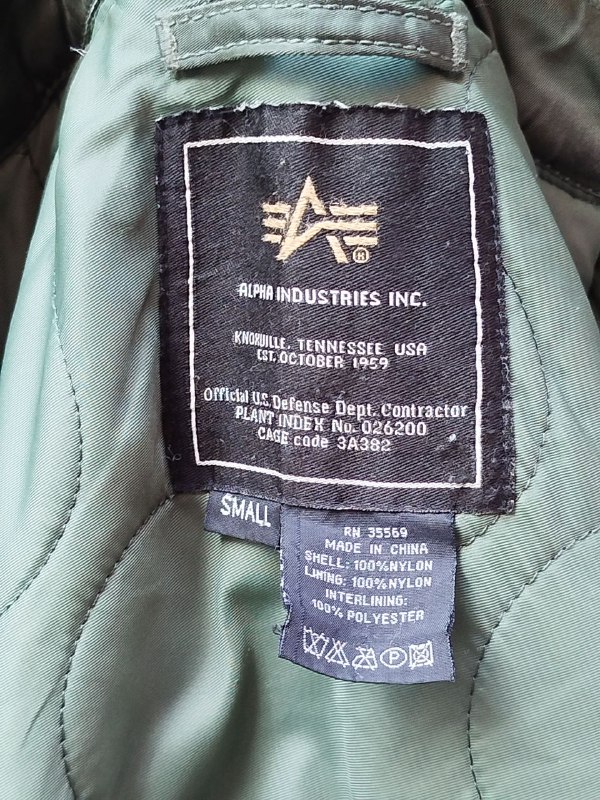 ALPHA INDUSTRIES INC.
KNOXVILLE, TENNESSEE USA
EST. OCTOBER 1959
Official U.S. Defense Dept. Contractor
PLANT INDEX No. 026200
CAGE code 3A382
SMALL
RN 35569
MADE IN CHINA
SHELL: 100%NYLON
LINING: 100%NYLON
INTERLINING:
100% POLYESTER
P